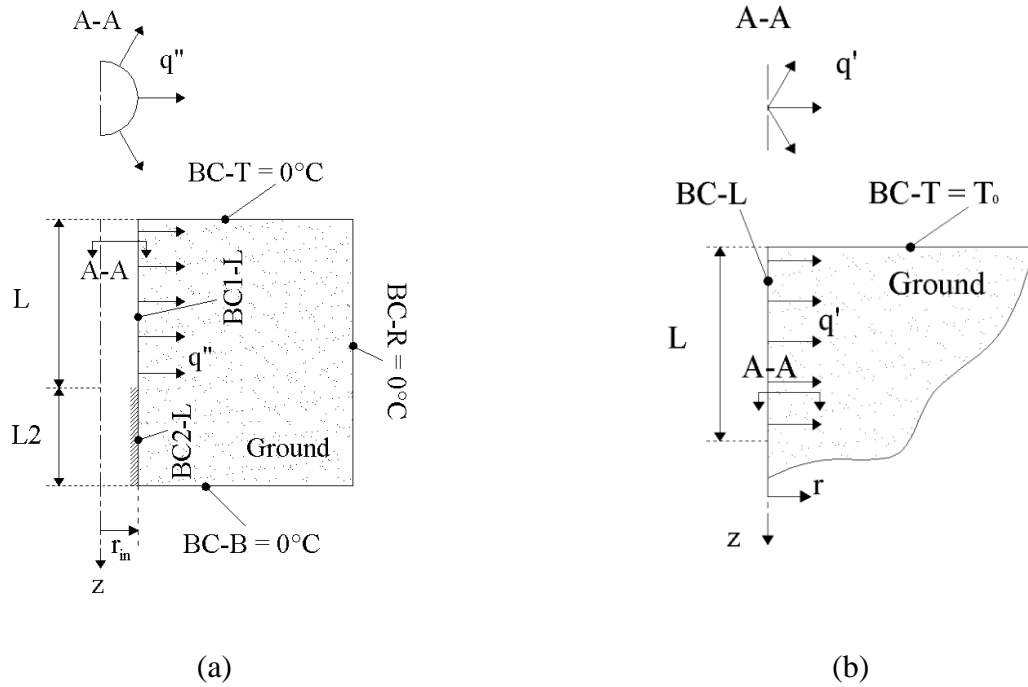 A-A
q''
BC-T = 0°C
A-A
L
BC1-L
q''
BC-R = 0°C
L2
BC2-L
Ground
BC-B = 0°C
r_in
z
(a)
A-A
q'
BC-L
BC-T = T₀
Ground
L
q'
A-A
r
z
(b)